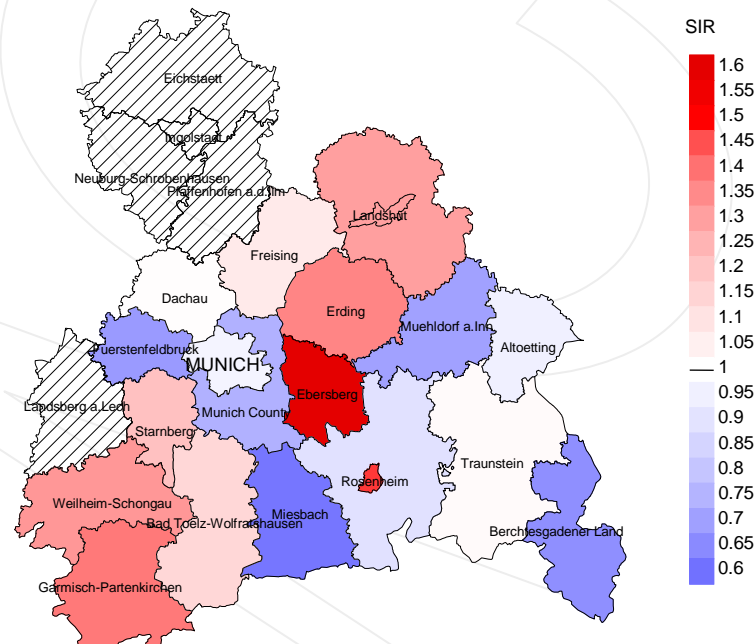 SIR
1.6
1.55
1.5
1.45
1.4
1.35
1.3
1.25
1.2
1.15
1.1
1.05
1
0.95
0.9
0.85
0.8
0.75
0.7
0.65
0.6
Eichstaett
Ingolstadt
Neuburg-Schrobenhausen
Pfaffenhofen a.d.Ilm
Landshut
Freising
Dachau
Erding
Muehldorf a.Inn
Altoetting
Fuerstenfeldbruck
MUNICH
Ebersberg
Landsberg a.Lech
Munich County
Starnberg
Traunstein
Rosenheim
Weilheim-Schongau
Miesbach
Bad Toelz-Wolfratshausen
Berchtesgadener Land
Garmisch-Partenkirchen